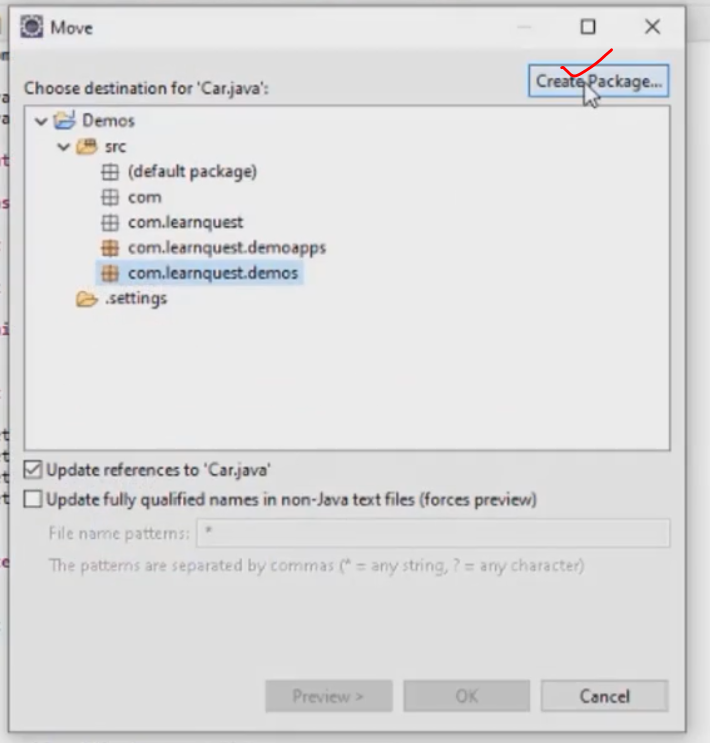 Move
Create Package...
Choose destination for 'Car.java':
Demos
src
(default package)
com
com.learnquest
com.learnquest.demoapps
com.learnquest.demos
.settings
Update references to 'Car.java'
Update fully qualified names in non-Java text files (forces preview)
File name patterns: *
The patterns are separated by commas (* = any string, ? = any character)
Preview > OK Cancel